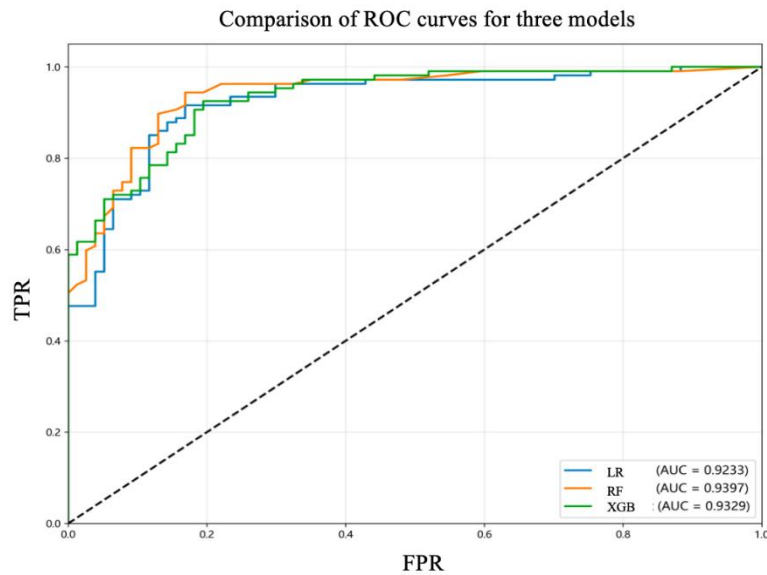 Comparison of ROC curves for three models
1.0
0.8
0.6
0.4
0.2
0.0
TPR
0.0 0.2 0.4 0.6 0.8 1.0
FPR
LR (AUC = 0.9233)
RF (AUC = 0.9397)
XGB : (AUC = 0.9329)